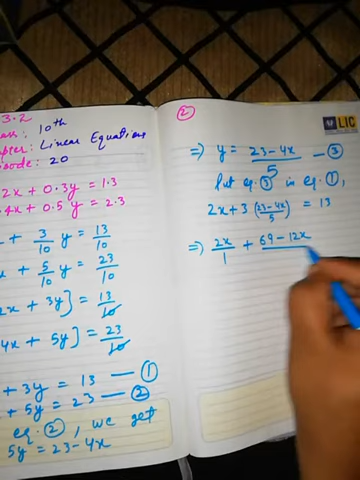 3.2
10th
Linear Equations
20
2x + 0.3y = 1.3
.4x + 0.5y = 2.3
+ 3/10 y = 13/10
x + 5/10 y = 23/10
2x + 3y] = 13/10
4x + 5y] = 23/10
+ 3y = 13 — ①
+ 5y = 23 — ②
eq. ②, we get
5y = 23 - 4x
②
LIC
⇒ y = 23 - 4x / 5 — ③
Put eq. ③ in eq. ①,
2x + 3 (23 - 4x / 5) = 13
⇒ 2x/1 + 69 - 12x